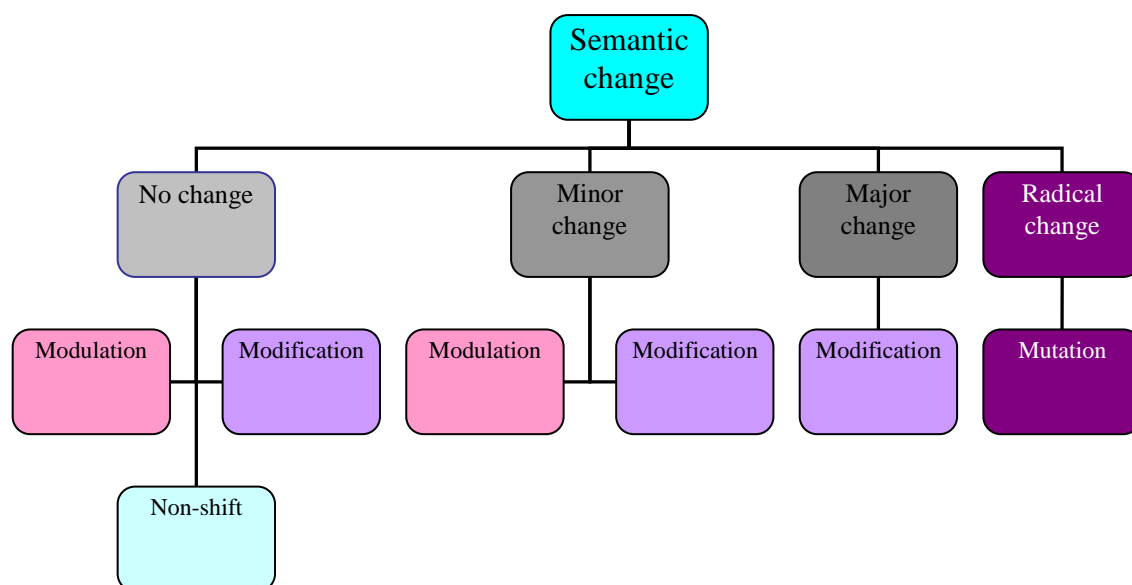 Semantic
change
No change
Minor
change
Major
change
Radical
change
Modulation
Modification
Modulation
Modification
Modification
Mutation
Non-shift